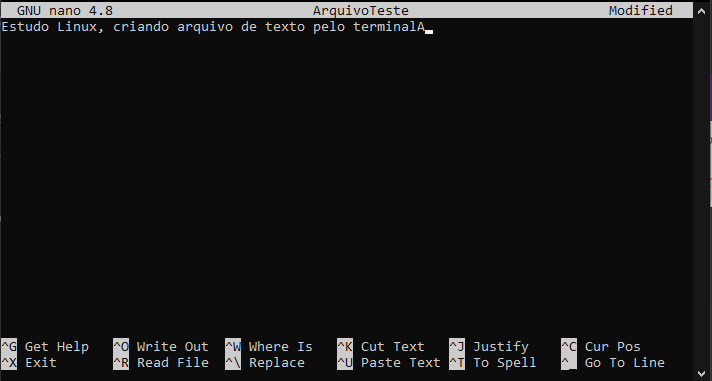 GNU nano 4.8 ArquivoTeste Modified
Estudo Linux, criando arquivo de texto pelo terminalA
^G Get Help ^O Write Out ^W Where Is ^K Cut Text ^J Justify ^C Cur Pos
^X Exit ^R Read File ^\ Replace ^U Paste Text ^T To Spell ^_ Go To Line